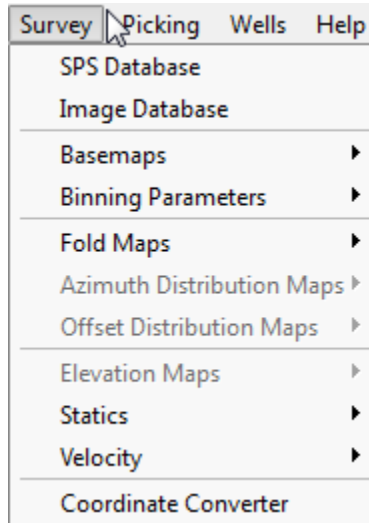 Survey Picking Wells Help
SPS Database
Image Database
Basemaps
Binning Parameters
Fold Maps
Azimuth Distribution Maps
Offset Distribution Maps
Elevation Maps
Statics
Velocity
Coordinate Converter